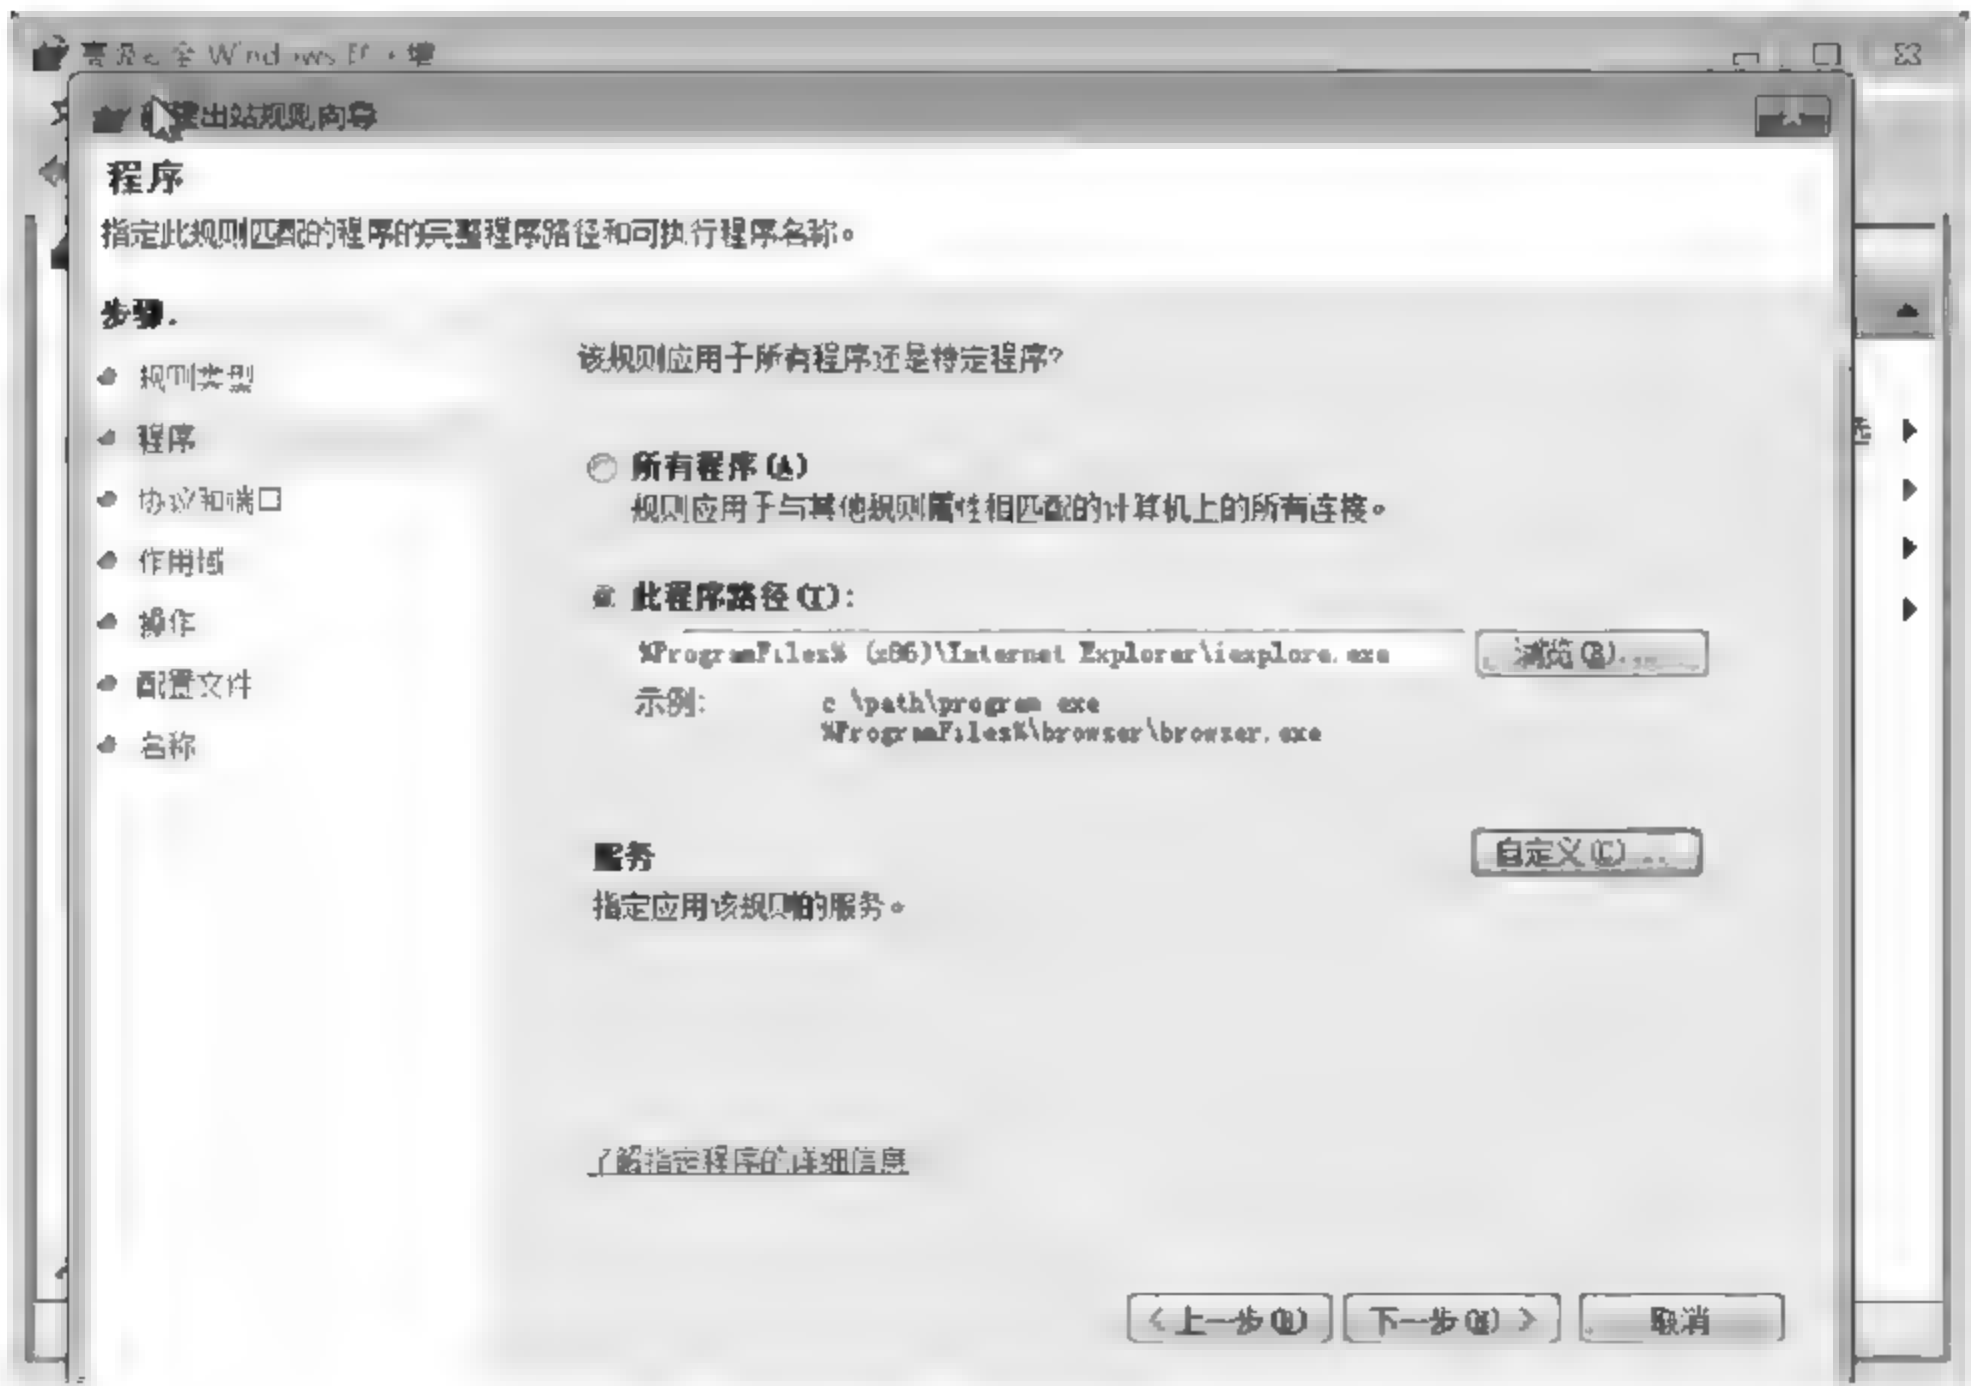 Windows
出站规则向导
程序
指定此规则匹配的程序的完整程序路径和可执行程序名称。
步骤:
规则类型
程序
协议和端口
作用域
操作
配置文件
名称
该规则应用于所有程序还是特定程序?
所有程序(A)
规则应用于与其他规则属性相匹配的计算机上的所有连接。
此程序路径(T):
%ProgramFiles% (x86)\Internet Explorer\iexplore.exe
浏览(R)...
示例:
c:\path\program.exe
%ProgramFiles%\browser\browser.exe
服务
自定义(C)...
指定应用该规则的服务。
了解指定程序的详细信息
< 上一步(B)
下一步(N) >
取消